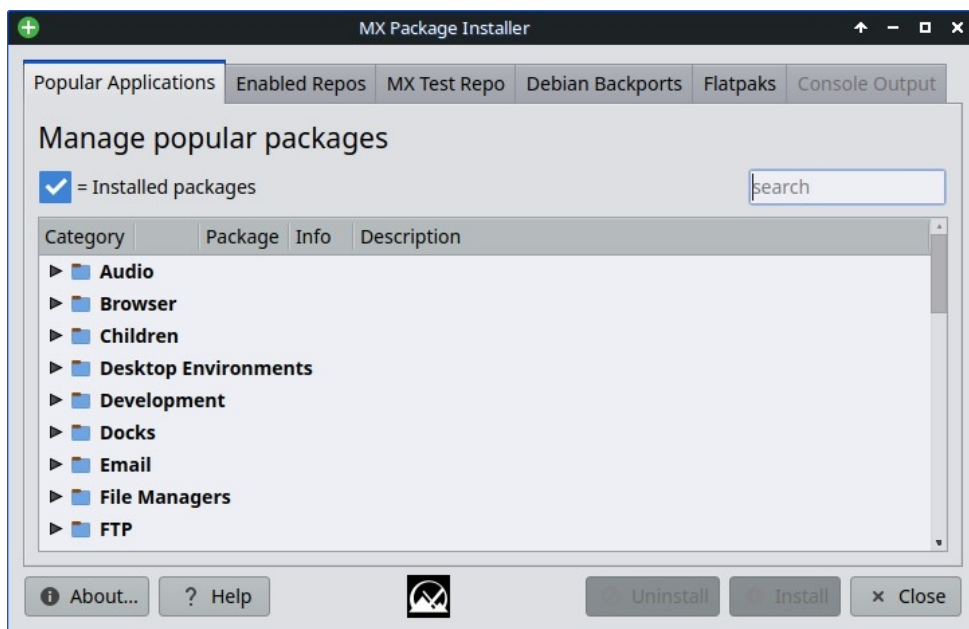 MX Package Installer
Popular Applications Enabled Repos MX Test Repo Debian Backports Flatpaks Console Output
Manage popular packages
= Installed packages search
Category Package Info Description
Audio
Browser
Children
Desktop Environments
Development
Docks
Email
File Managers
FTP
About... ? Help Uninstall Install Close